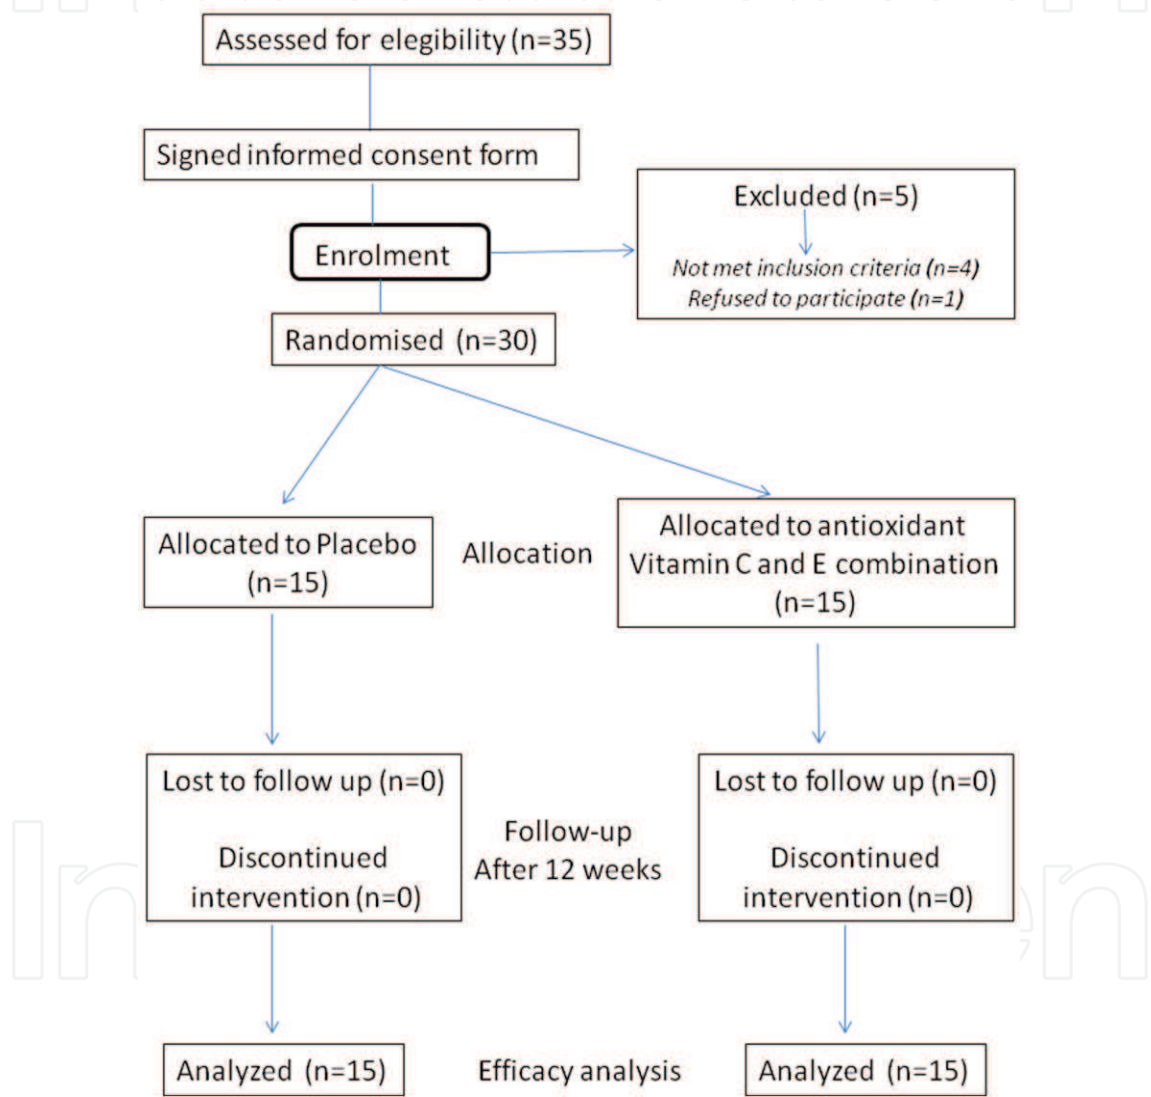 Assessed for elegibility (n=35)
Signed informed consent form
Excluded (n=5)
Enrolment
Not met inclusion criteria (n=4)
Refused to participate (n=1)
Randomised (n=30)
Allocated to Placebo
(n=15)
Allocation
Allocated to antioxidant
Vitamin C and E combination
(n=15)
Lost to follow up (n=0)
Discontinued
intervention (n=0)
Follow-up
After 12 weeks
Lost to follow up (n=0)
Discontinued
intervention (n=0)
Analyzed (n=15)
Efficacy analysis
Analyzed (n=15)